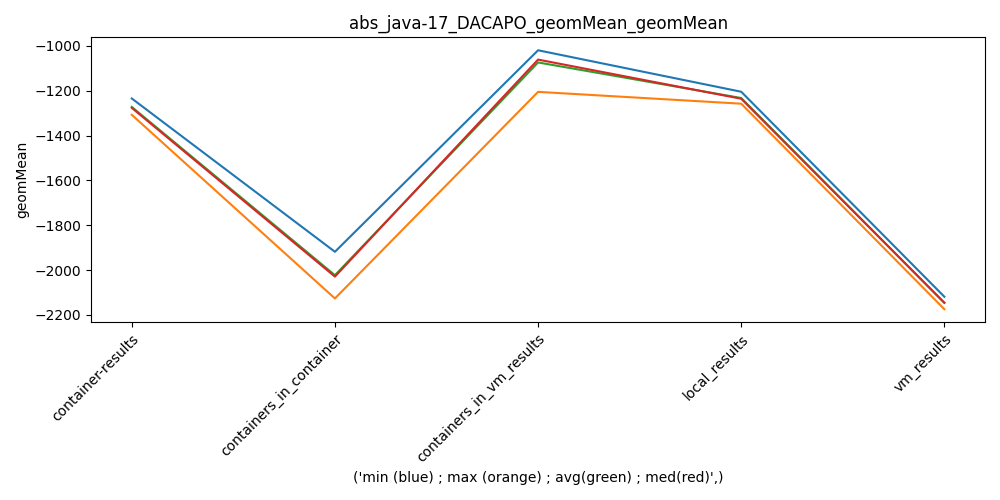 abs_java-17_DACAPO_geomMean_geomMean
−1000
−1200
−1400
−1600
−1800
−2000
−2200
geomMean
container-results
containers_in_container
containers_in_vm_results
local_results
vm_results
('min (blue) ; max (orange) ; avg(green) ; med(red)',)